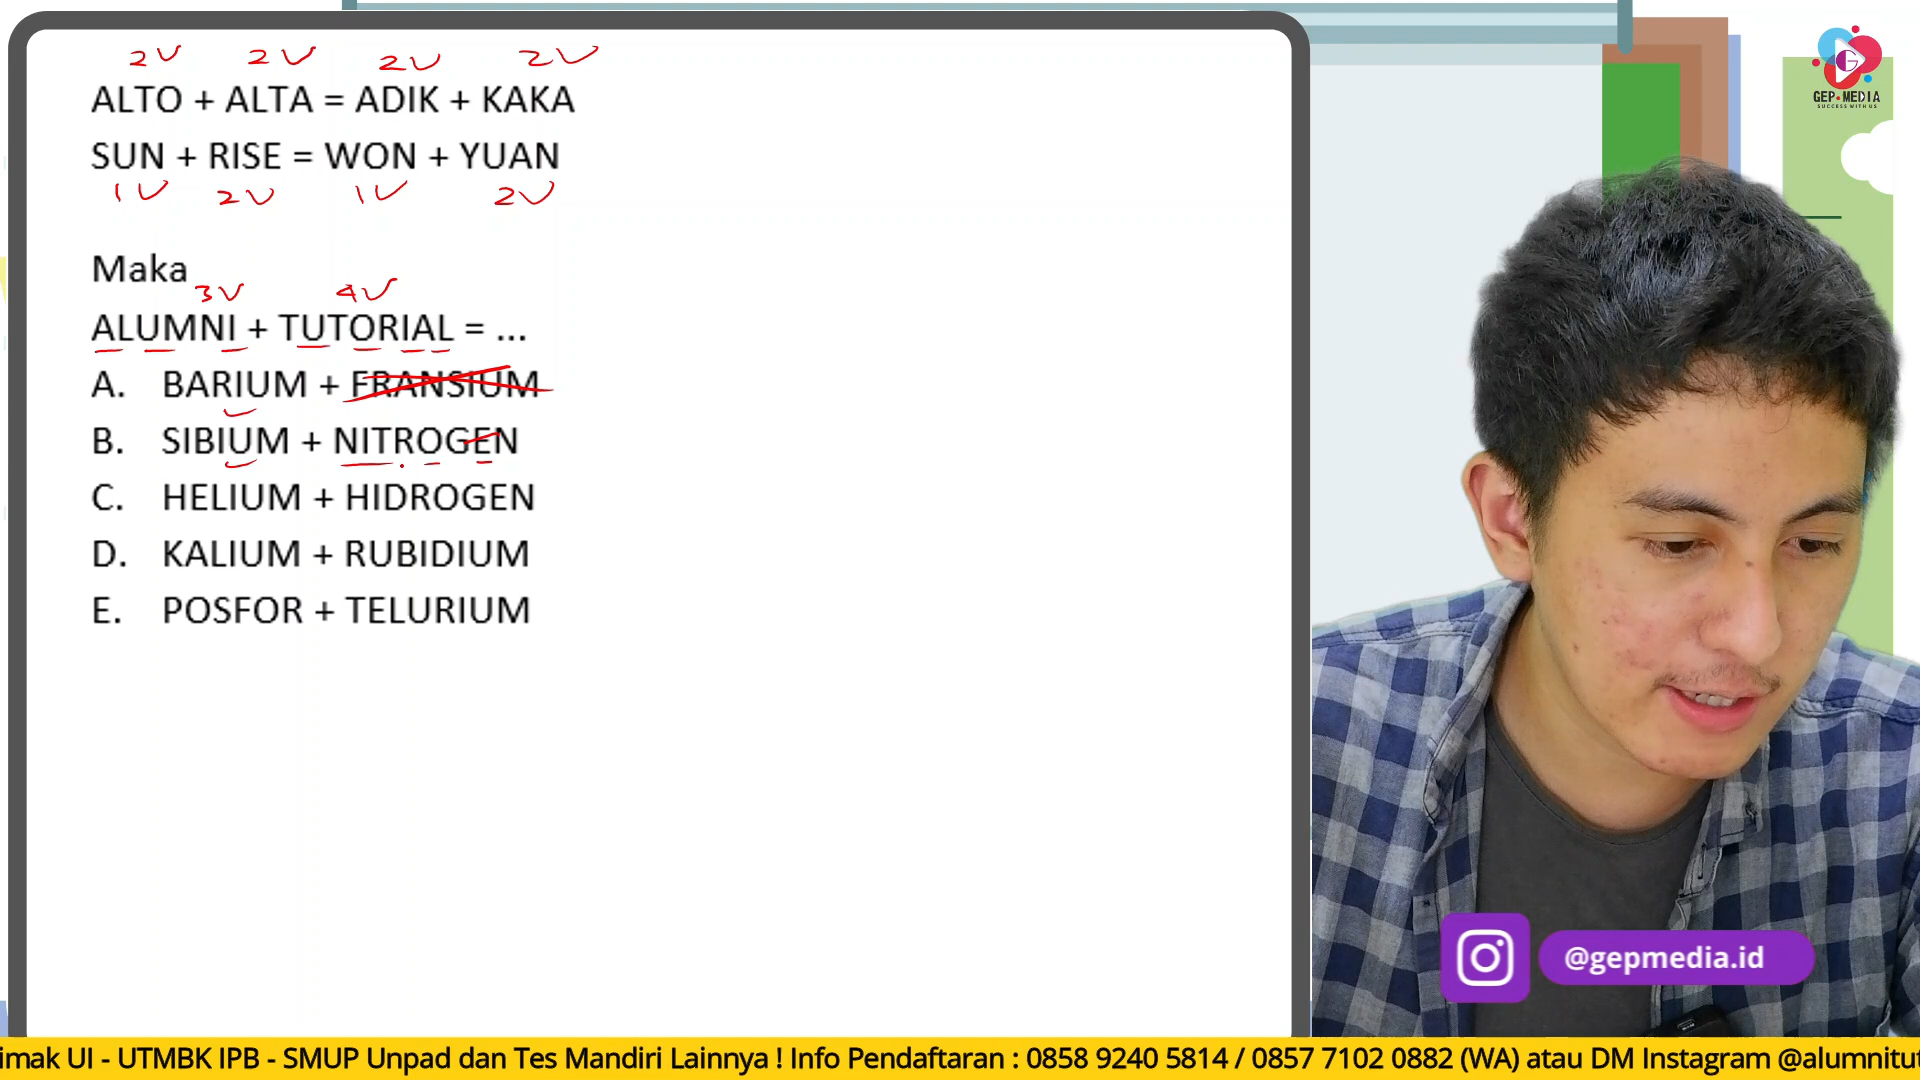 2V 2V 2V 2V
ALTO + ALTA = ADIK + KAKA
SUN + RISE = WON + YUAN
1V 2V 1V 2V
Maka
3V 4V
ALUMNI + TUTORIAL = ...
A. BARIUM + FRANSIUM
B. SIBIUM + NITROGEN
C. HELIUM + HIDROGEN
D. KALIUM + RUBIDIUM
E. POSFOR + TELURIUM
G
GEP MEDIA
SUCCESS WITH US
@gepmedia.id
imak UI - UTMBK IPB - SMUP Unpad dan Tes Mandiri Lainnya ! Info Pendaftaran : 0858 9240 5814 / 0857 7102 0882 (WA) atau DM Instagram @alumnitu